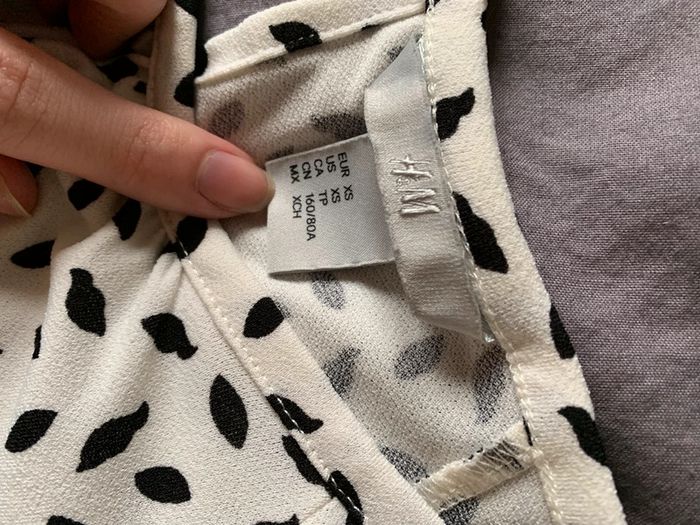 H&M
EUR XS
US XS
CA TP
CN 160/80A
MX XCH